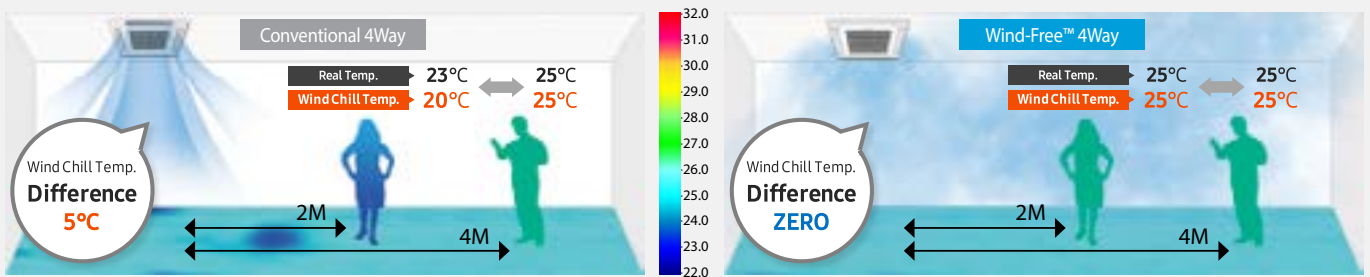 Conventional 4Way
Real Temp. 23°C 25°C
Wind Chill Temp. 20°C 25°C
Wind Chill Temp.
Difference
5°C
2M
4M
32.0
31.0
30.0
29.0
28.0
27.0
26.0
25.0
24.0
23.0
22.0
Wind-Free™ 4Way
Real Temp. 25°C 25°C
Wind Chill Temp. 25°C 25°C
Wind Chill Temp.
Difference
ZERO
2M
4M